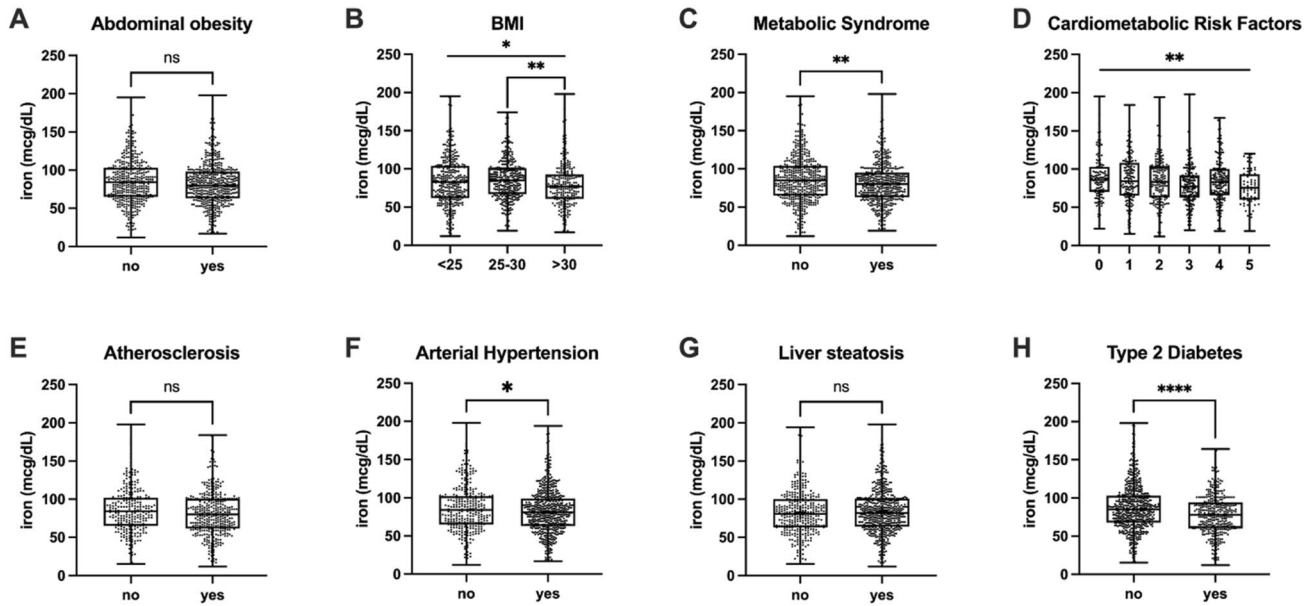 A Abdominal obesity
iron (mcg/dL)
250
200
150
100
50
0
ns
no yes
B BMI
iron (mcg/dL)
250
200
150
100
50
0
*
**
<25 25-30 >30
C Metabolic Syndrome
iron (mcg/dL)
250
200
150
100
50
0
**
no yes
D Cardiometabolic Risk Factors
iron (mcg/dL)
250
200
150
100
50
0
**
0 1 2 3 4 5
E Atherosclerosis
iron (mcg/dL)
250
200
150
100
50
0
ns
no yes
F Arterial Hypertension
iron (mcg/dL)
250
200
150
100
50
0
*
no yes
G Liver steatosis
iron (mcg/dL)
250
200
150
100
50
0
ns
no yes
H Type 2 Diabetes
iron (mcg/dL)
250
200
150
100
50
0
****
no yes